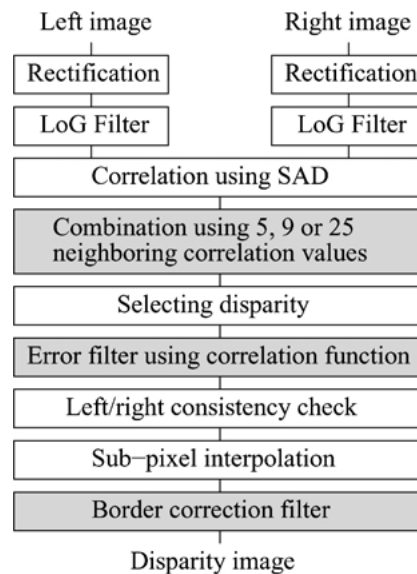 Left image
Right image
Rectification
Rectification
LoG Filter
LoG Filter
Correlation using SAD
Combination using 5, 9 or 25
neighboring correlation values
Selecting disparity
Error filter using correlation function
Left/right consistency check
Sub−pixel interpolation
Border correction filter
Disparity image